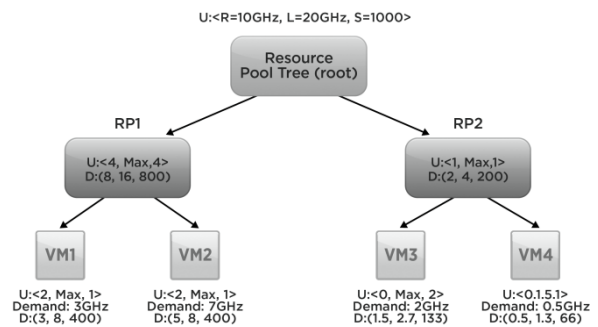 U:<R=10GHz, L=20GHz, S=1000>
Resource
Pool Tree (root)
RP1
RP2
U:<4, Max,4>
D:(8, 16, 800)
U:<1, Max,1>
D:(2, 4, 200)
VM1
VM2
VM3
VM4
U:<2, Max, 1>
Demand: 3GHz
D:(3, 8, 400)
U:<2, Max, 1>
Demand: 7GHz
D:(5, 8, 400)
U:<0, Max, 2>
Demand: 2GHz
D:(1.5, 2.7, 133)
U:<0.1.5.1>
Demand: 0.5GHz
D:(0.5, 1.3, 66)